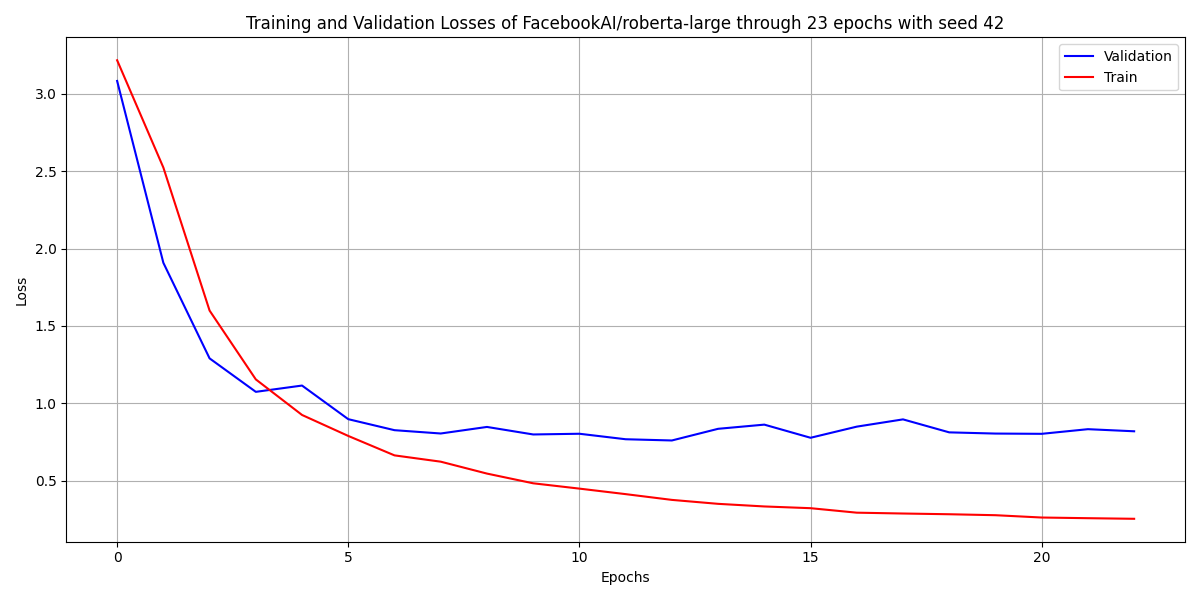 Training and Validation Losses of FacebookAI/roberta-large through 23 epochs with seed 42
Validation
Train
Loss
3.0
2.5
2.0
1.5
1.0
0.5
0 5 10 15 20
Epochs